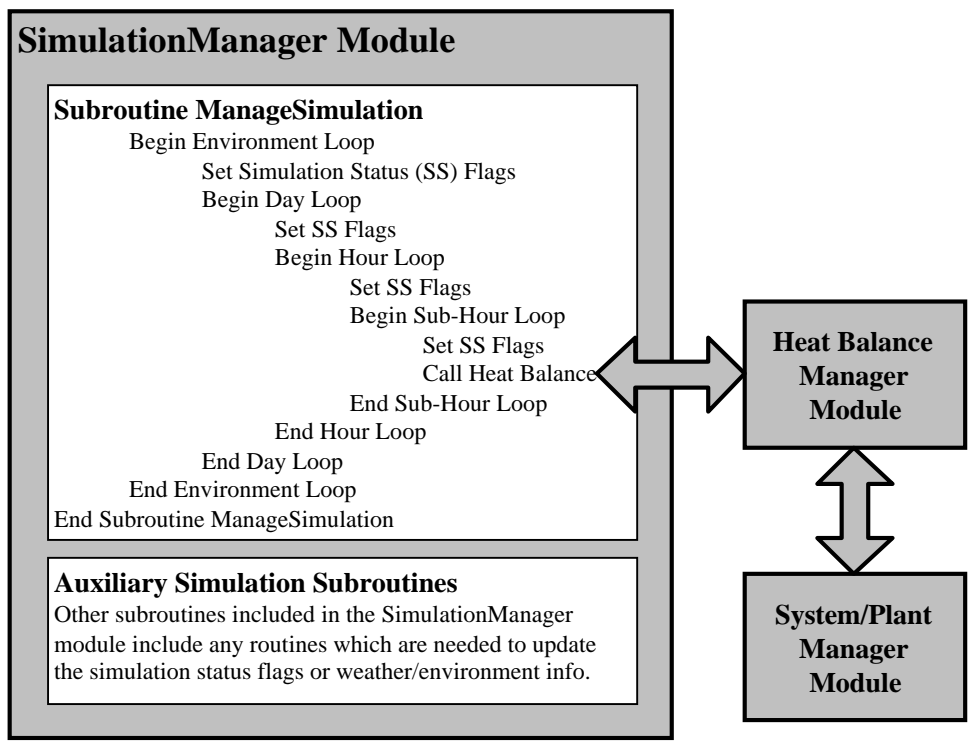 SimulationManager Module
Subroutine ManageSimulation
Begin Environment Loop
Set Simulation Status (SS) Flags
Begin Day Loop
Set SS Flags
Begin Hour Loop
Set SS Flags
Begin Sub-Hour Loop
Set SS Flags
Call Heat Balance
End Sub-Hour Loop
End Hour Loop
End Day Loop
End Environment Loop
End Subroutine ManageSimulation
Auxiliary Simulation Subroutines
Other subroutines included in the SimulationManager
module include any routines which are needed to update
the simulation status flags or weather/environment info.
Heat Balance
Manager
Module
System/Plant
Manager
Module